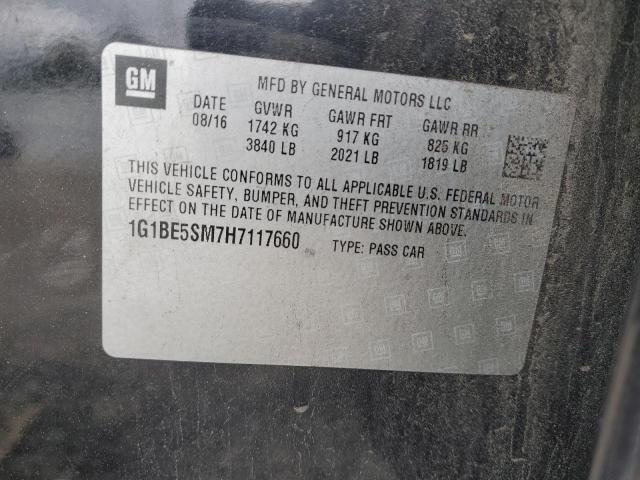 GM
MFD BY GENERAL MOTORS LLC
DATE GVWR GAWR FRT GAWR RR
08/16 1742 KG 917 KG 825 KG
3840 LB 2021 LB 1819 LB
THIS VEHICLE CONFORMS TO ALL APPLICABLE U.S. FEDERAL MOTOR
VEHICLE SAFETY, BUMPER, AND THEFT PREVENTION STANDARDS IN
EFFECT ON THE DATE OF MANUFACTURE SHOWN ABOVE.
1G1BE5SM7H7117660 TYPE: PASS CAR